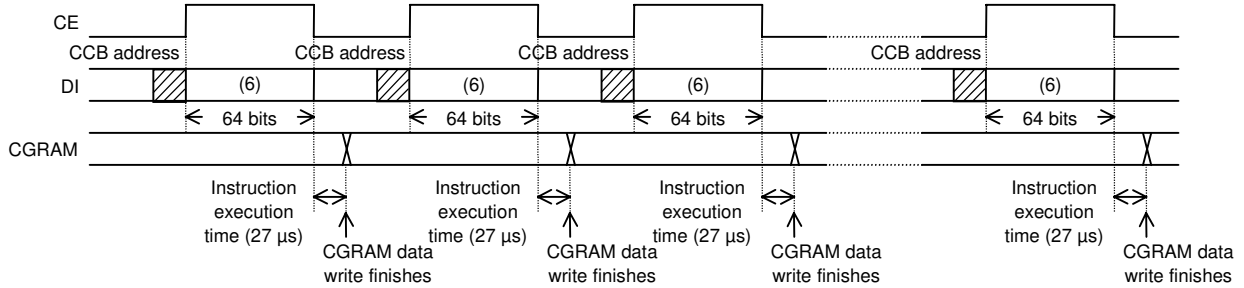 CE
CCB address CCB address CCB address CCB address
DI (6) (6) (6) (6)
64 bits 64 bits 64 bits 64 bits
CGRAM
Instruction Instruction Instruction Instruction
execution execution execution execution
time (27 µs) time (27 µs) time (27 µs) time (27 µs)
CGRAM data CGRAM data CGRAM data CGRAM data
write finishes write finishes write finishes write finishes